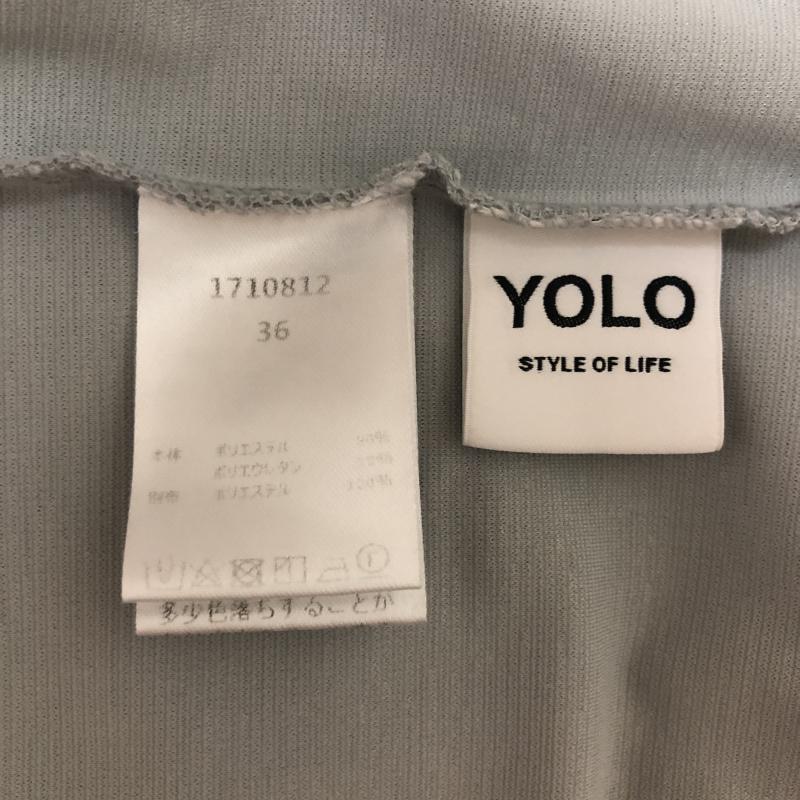 1710812
36
本体 ポリエステル
ポリエウレタン
別布 ポリエステル 100%
多少色落ちすることが
YOLO
STYLE OF LIFE